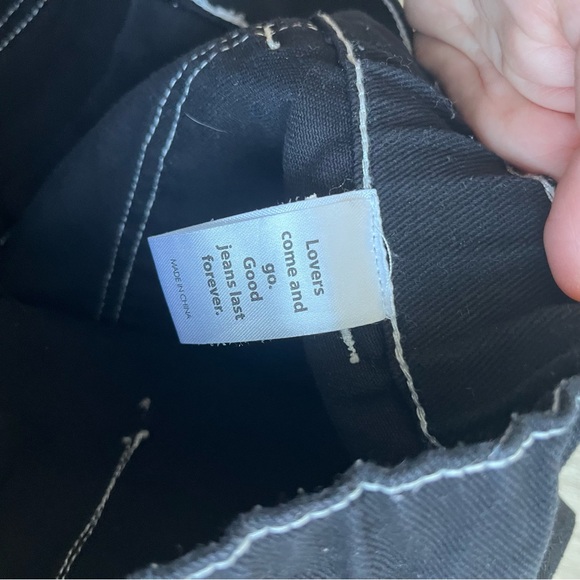 Lovers
come and
go.
Good
jeans last
forever.
MADE IN CHINA